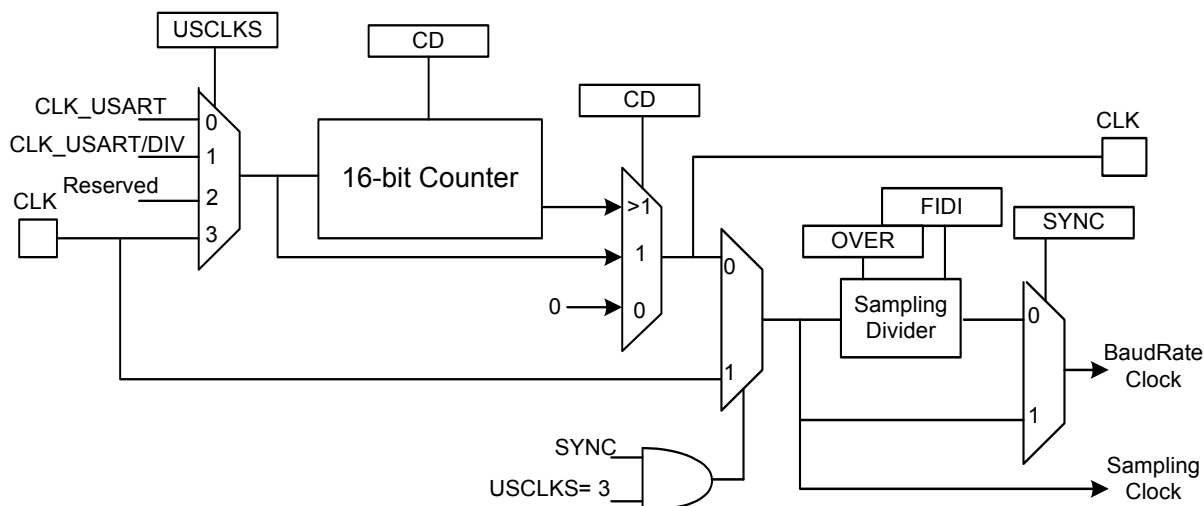 USCLKS
CD
CD
CLK
CLK_USART
0
CLK_USART/DIV
1
Reserved
2
CLK
3
16-bit Counter
>1
1
0
0
FIDI
OVER
SYNC
0
Sampling
Divider
0
1
1
BaudRate
Clock
SYNC
USCLKS= 3
Sampling
Clock